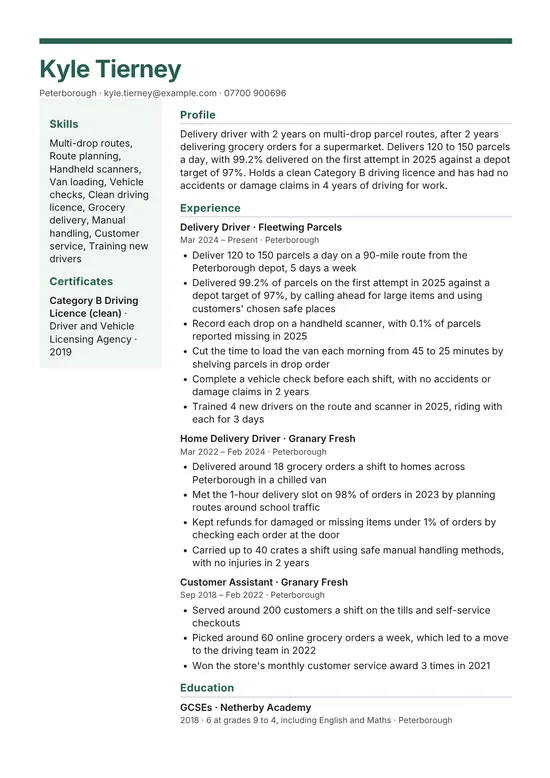 Kyle Tierney
Peterborough · kyle.tierney@example.com · 07700 900696
Skills
Multi-drop routes,
Route planning,
Handheld scanners,
Van loading, Vehicle
checks, Clean driving
licence, Grocery
delivery, Manual
handling, Customer
service, Training new
drivers
Certificates
Category B Driving
Licence (clean) ·
Driver and Vehicle
Licensing Agency ·
2019
Profile
Delivery driver with 2 years on multi-drop parcel routes, after 2 years
delivering grocery orders for a supermarket. Delivers 120 to 150 parcels
a day, with 99.2% delivered on the first attempt in 2025 against a depot
target of 97%. Holds a clean Category B driving licence and has had no
accidents or damage claims in 4 years of driving for work.
Experience
Delivery Driver · Fleetwing Parcels
Mar 2024 – Present · Peterborough
• Deliver 120 to 150 parcels a day on a 90-mile route from the
Peterborough depot, 5 days a week
• Delivered 99.2% of parcels on the first attempt in 2025 against a
depot target of 97%, by calling ahead for large items and using
customers' chosen safe places
• Record each drop on a handheld scanner, with 0.1% of parcels
reported missing in 2025
• Cut the time to load the van each morning from 45 to 25 minutes by
shelving parcels in drop order
• Complete a vehicle check before each shift, with no accidents or
damage claims in 2 years
• Trained 4 new drivers on the route and scanner in 2025, riding with
each for 3 days
Home Delivery Driver · Granary Fresh
Mar 2022 – Feb 2024 · Peterborough
• Delivered around 18 grocery orders a shift to homes across
Peterborough in a chilled van
• Met the 1-hour delivery slot on 98% of orders in 2023 by planning
routes around school traffic
• Kept refunds for damaged or missing items under 1% of orders by
checking each order at the door
• Carried up to 40 crates a shift using safe manual handling methods,
with no injuries in 2 years
Customer Assistant · Granary Fresh
Sep 2018 – Feb 2022 · Peterborough
• Served around 200 customers a shift on the tills and self-service
checkouts
• Picked around 60 online grocery orders a week, which led to a move
to the driving team in 2022
• Won the store's monthly customer service award 3 times in 2021
Education
GCSEs · Netherby Academy
2018 · 6 at grades 9 to 4, including English and Maths · Peterborough